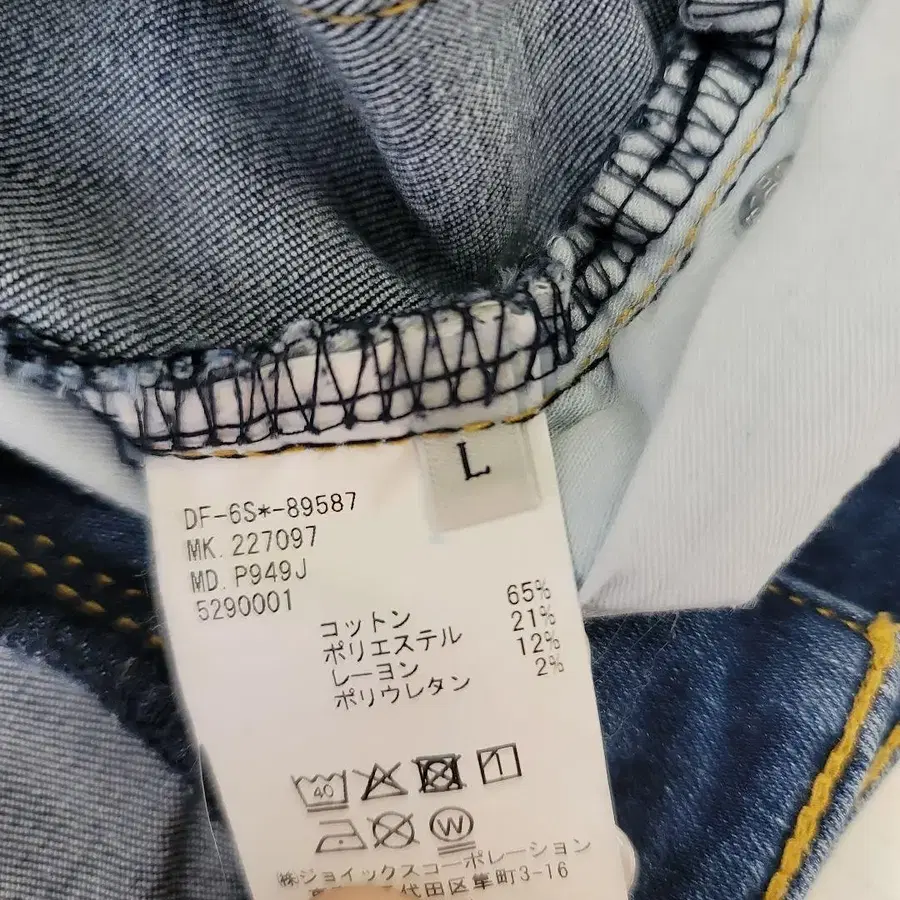 L
DF-6S*-89587
MK. 227097
MD. P949J
5290001
コットン 65%
ポリエステル 21%
レーヨン 12%
ポリウレタン 2%
40
W
㈱ジョイックスコーポレーション
代田区隼町3-16